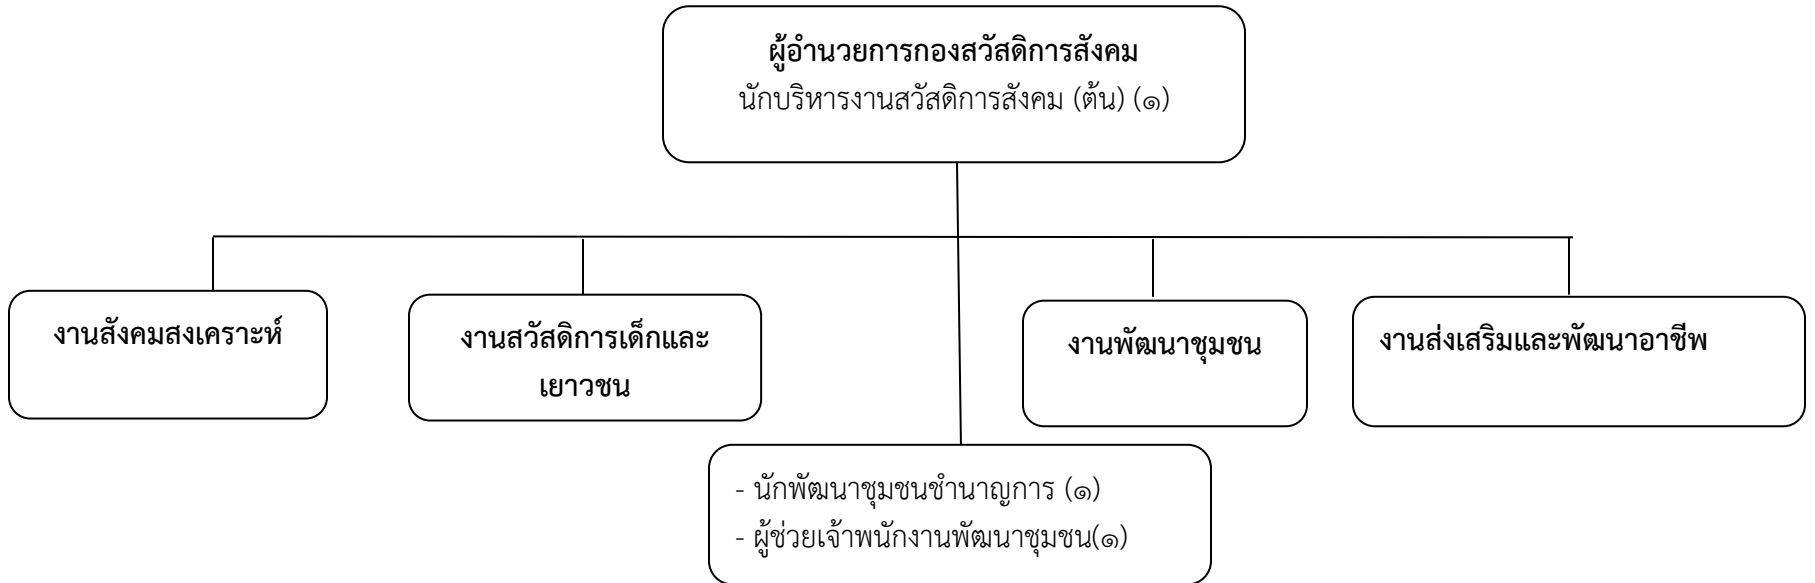 ผู้อำนวยการกองสวัสดิการสังคม
นักบริหารงานสวัสดิการสังคม (ต้น) (๑)
งานสังคมสงเคราะห์
งานสวัสดิการเด็กและ
เยาวชน
งานพัฒนาชุมชน
งานส่งเสริมและพัฒนาอาชีพ
- นักพัฒนาชุมชนชำนาญการ (๑)
- ผู้ช่วยเจ้าพนักงานพัฒนาชุมชน(๑)